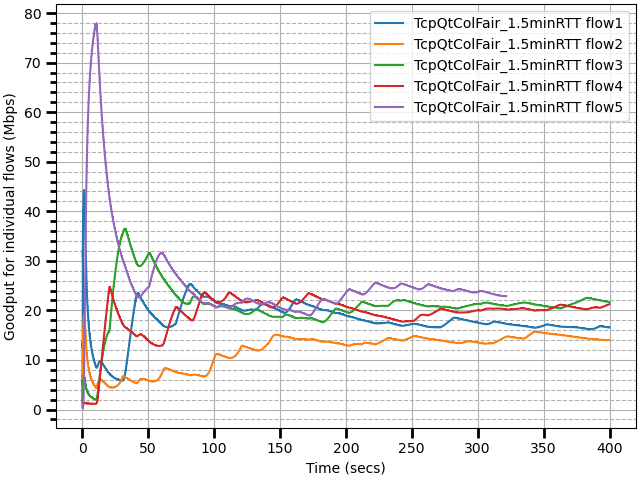 Goodput for individual flows (Mbps)
80
70
60
50
40
30
20
10
0
TcpQtColFair_1.5minRTT flow1
TcpQtColFair_1.5minRTT flow2
TcpQtColFair_1.5minRTT flow3
TcpQtColFair_1.5minRTT flow4
TcpQtColFair_1.5minRTT flow5
0 50 100 150 200 250 300 350 400
Time (secs)